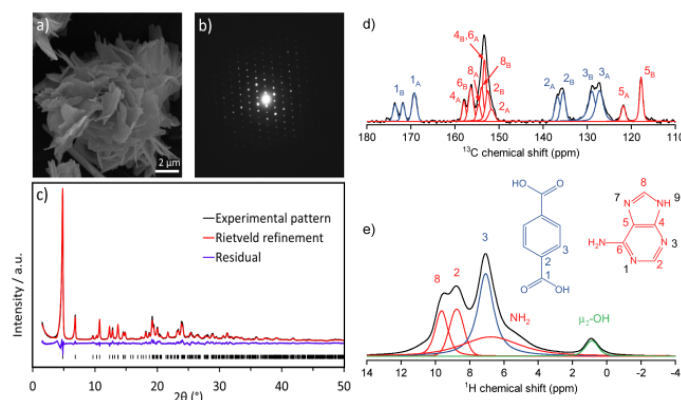 a)
2 µm
b)
c)
Experimental pattern
Rietveld refinement
Residual
Intensity / a.u.
0 10 20 30 40 50
2θ (°)
d)
1B 1A
4B,6A
8A
6B 8B
4A 2B
2A
2A 2B 3B 3A
5A 5B
180 170 160 150 140 130 120 110
13C chemical shift (ppm)
e)
HO O
3
2
1
O OH
8
7 N NH 9
5 4
H2N 6 N 3
N 2
1
8 2 3 NH2 µ2-OH
14 12 10 8 6 4 2 0 -2 -4
1H chemical shift (ppm)